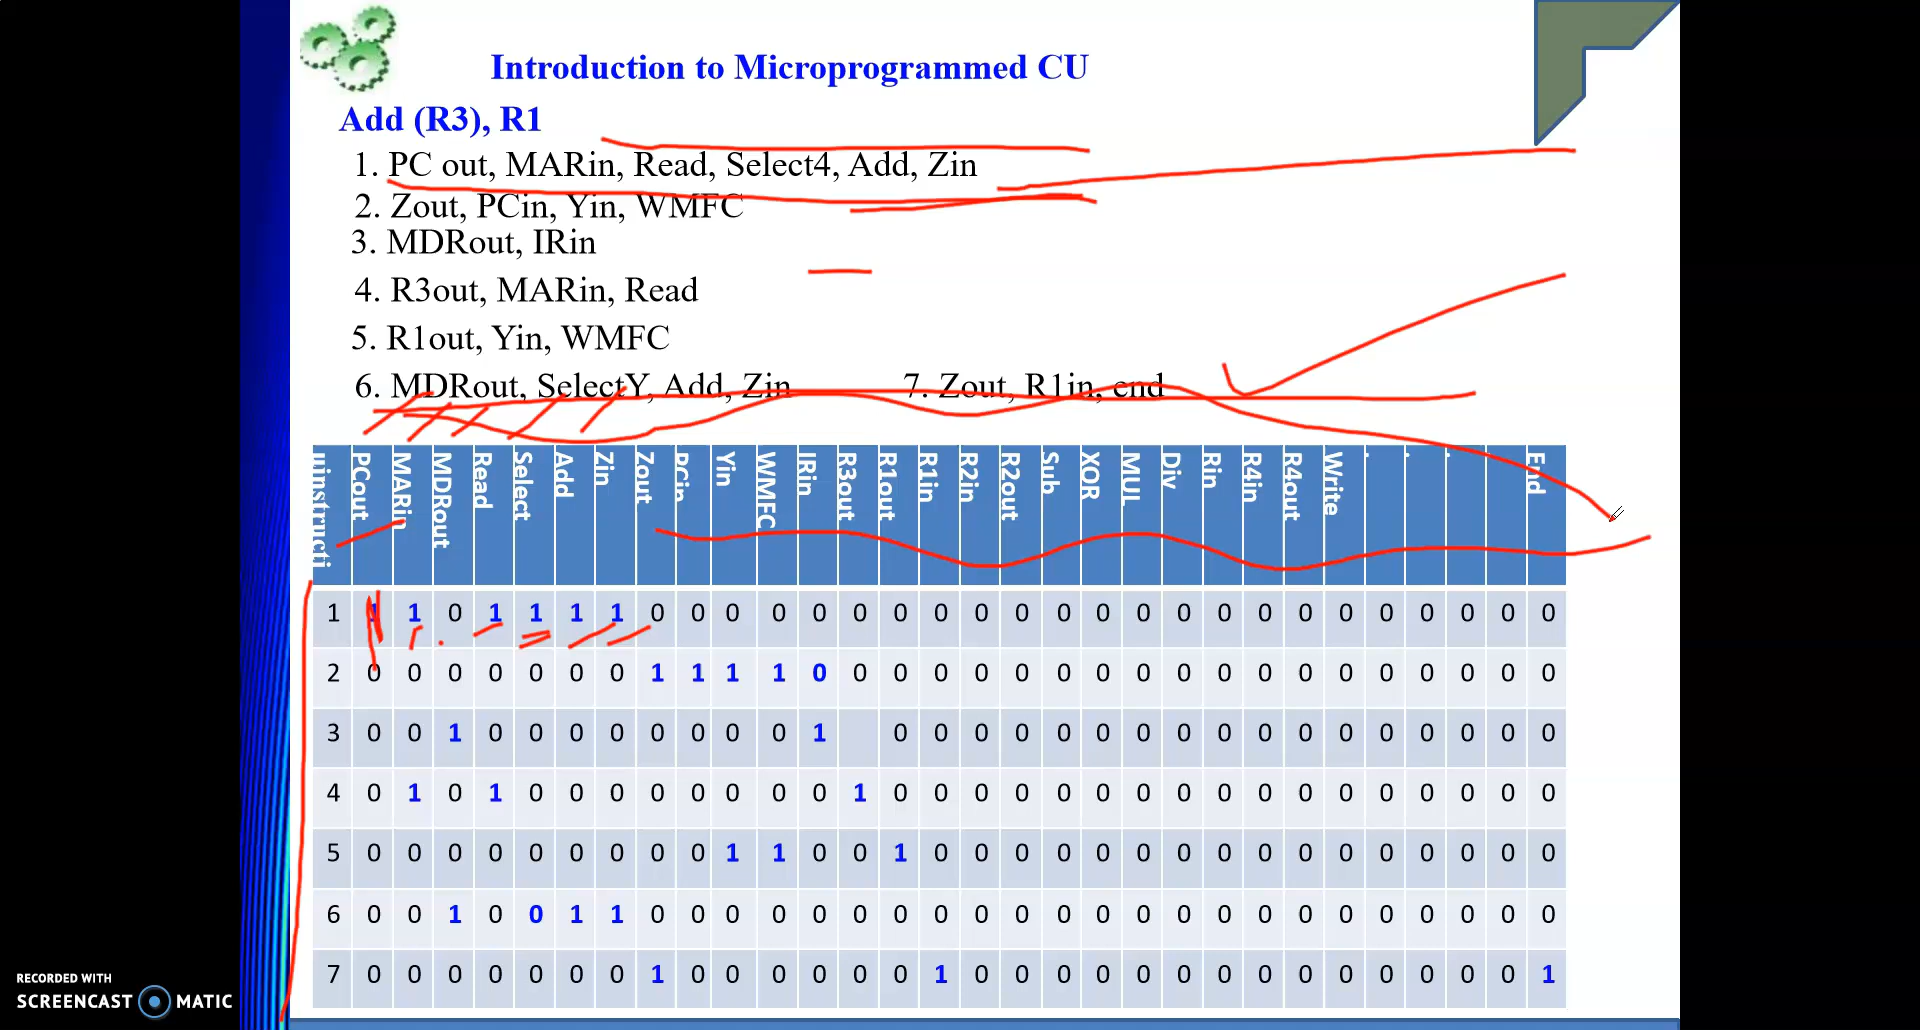 Introduction to Microprogrammed CU
Add (R3), R1
1. PC out, MARin, Read, Select4, Add, Zin
2. Zout, PCin, Yin, WMFC
3. MDRout, IRin
4. R3out, MARin, Read
5. R1out, Yin, WMFC
6. MDRout, SelectY, Add, Zin 7. Zout, R1in, end
μinstructi PCout MARin MDRout Read Select Add Zin Zout PCin Yin WMFC IRin R3out R1out R1in R2in R2out Sub XOR MUL Div Rin R4in R4out Write . . . . End
1 1 1 0 1 1 1 1 0 0 0 0 0 0 0 0 0 0 0 0 0 0 0 0 0 0 0 0 0 0 0
2 0 0 0 0 0 0 0 1 1 1 1 0 0 0 0 0 0 0 0 0 0 0 0 0 0 0 0 0 0 0
3 0 0 1 0 0 0 0 0 0 0 0 1 0 0 0 0 0 0 0 0 0 0 0 0 0 0 0 0 0
4 0 1 0 1 0 0 0 0 0 0 0 0 1 0 0 0 0 0 0 0 0 0 0 0 0 0 0 0 0 0
5 0 0 0 0 0 0 0 0 0 1 1 0 0 1 0 0 0 0 0 0 0 0 0 0 0 0 0 0 0 0
6 0 0 1 0 0 1 1 0 0 0 0 0 0 0 0 0 0 0 0 0 0 0 0 0 0 0 0 0 0 0
7 0 0 0 0 0 0 0 1 0 0 0 0 0 0 1 0 0 0 0 0 0 0 0 0 0 0 0 0 0 1
RECORDED WITH
SCREENCAST MATIC